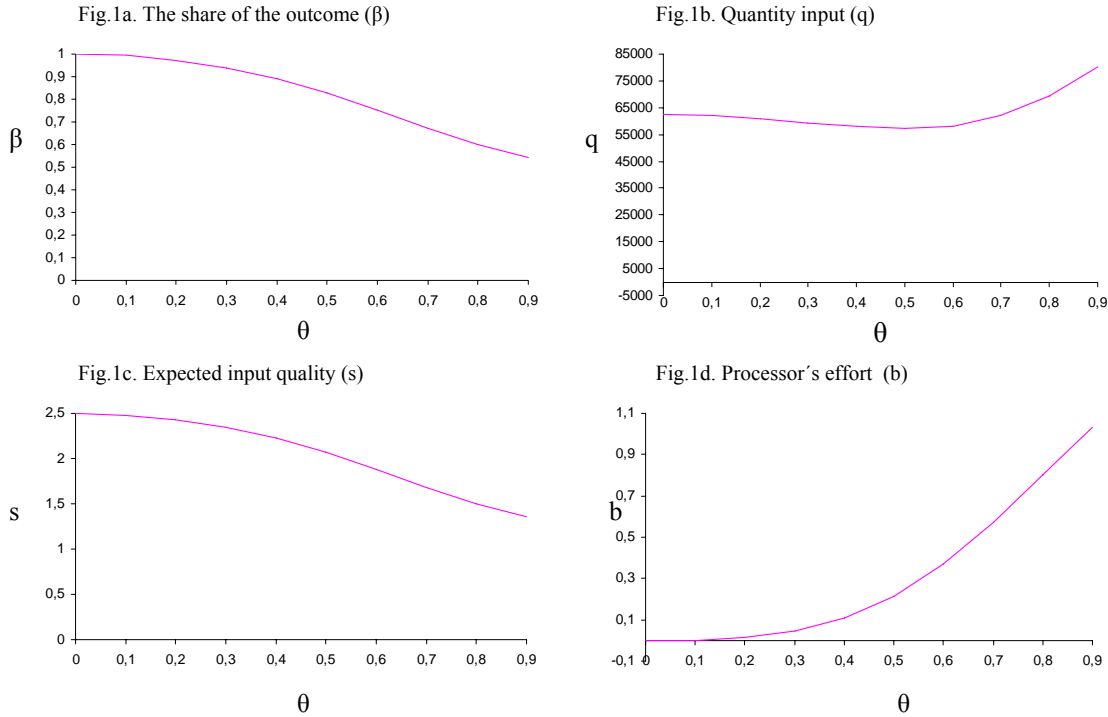 Fig.1a. The share of the outcome (β)
1
0,9
0,8
0,7
0,6
0,5
0,4
0,3
0,2
0,1
0
β
0 0,1 0,2 0,3 0,4 0,5 0,6 0,7 0,8 0,9
θ
Fig.1b. Quantity input (q)
85000
75000
65000
55000
45000
35000
25000
15000
5000
-5000
q
0 0,1 0,2 0,3 0,4 0,5 0,6 0,7 0,8 0,9
θ
Fig.1c. Expected input quality (s)
2,5
2
1,5
1
0,5
0
s
0 0,1 0,2 0,3 0,4 0,5 0,6 0,7 0,8 0,9
θ
Fig.1d. Processor´s effort (b)
1,1
0,9
0,7
0,5
0,3
0,1
-0,1
b
0 0,1 0,2 0,3 0,4 0,5 0,6 0,7 0,8 0,9
θ